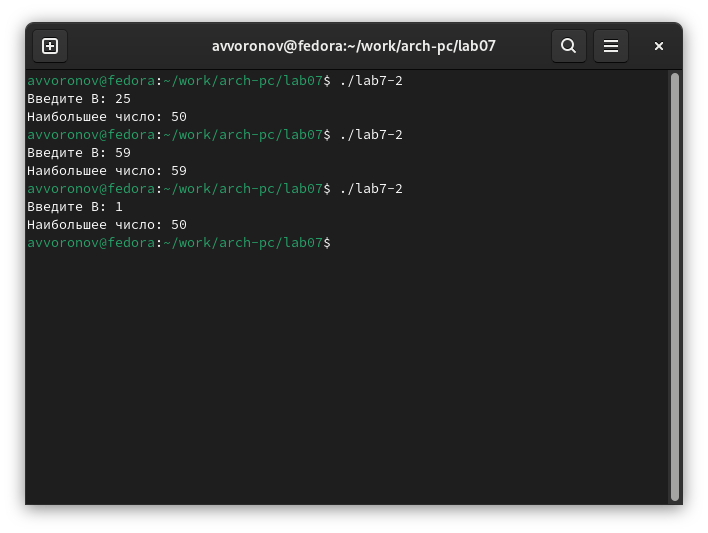 avvoronov@fedora:~/work/arch-pc/lab07
avvoronov@fedora:~/work/arch-pc/lab07$ ./lab7-2
Введите B: 25
Наибольшее число: 50
avvoronov@fedora:~/work/arch-pc/lab07$ ./lab7-2
Введите B: 59
Наибольшее число: 59
avvoronov@fedora:~/work/arch-pc/lab07$ ./lab7-2
Введите B: 1
Наибольшее число: 50
avvoronov@fedora:~/work/arch-pc/lab07$